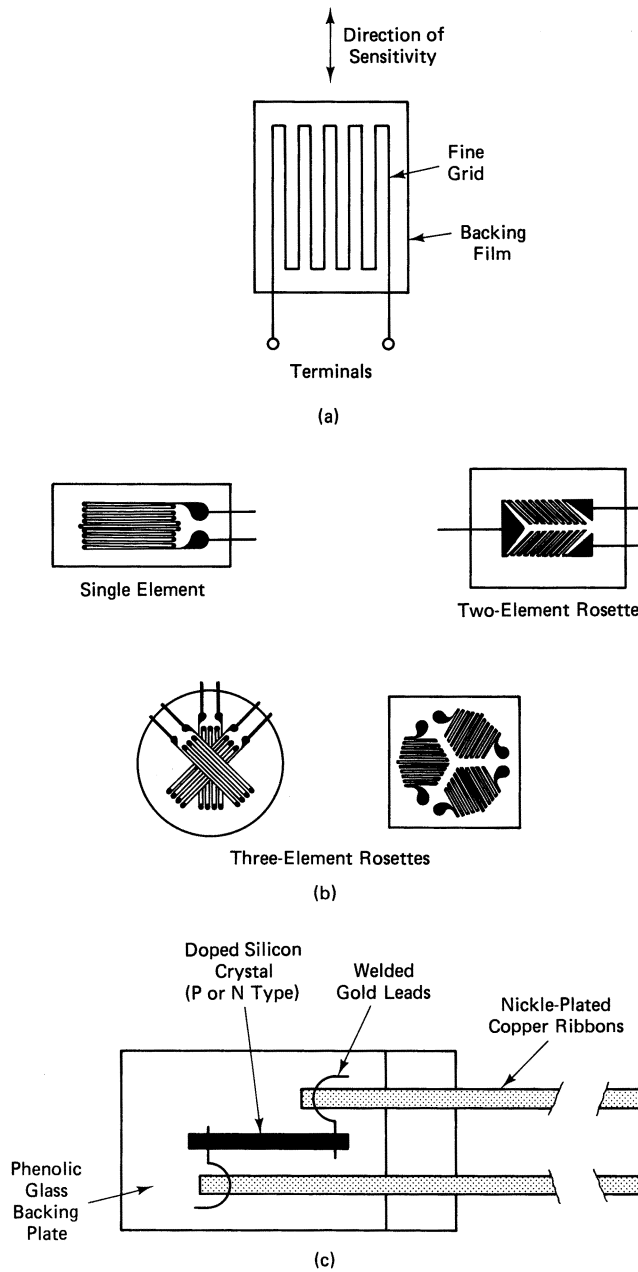 Direction of
Sensitivity
Fine
Grid
Backing
Film
Terminals
(a)
Single Element
Two-Element Rosette
Three-Element Rosettes
(b)
Doped Silicon
Crystal
(P or N Type)
Welded
Gold Leads
Nickle-Plated
Copper Ribbons
Phenolic
Glass
Backing
Plate
(c)